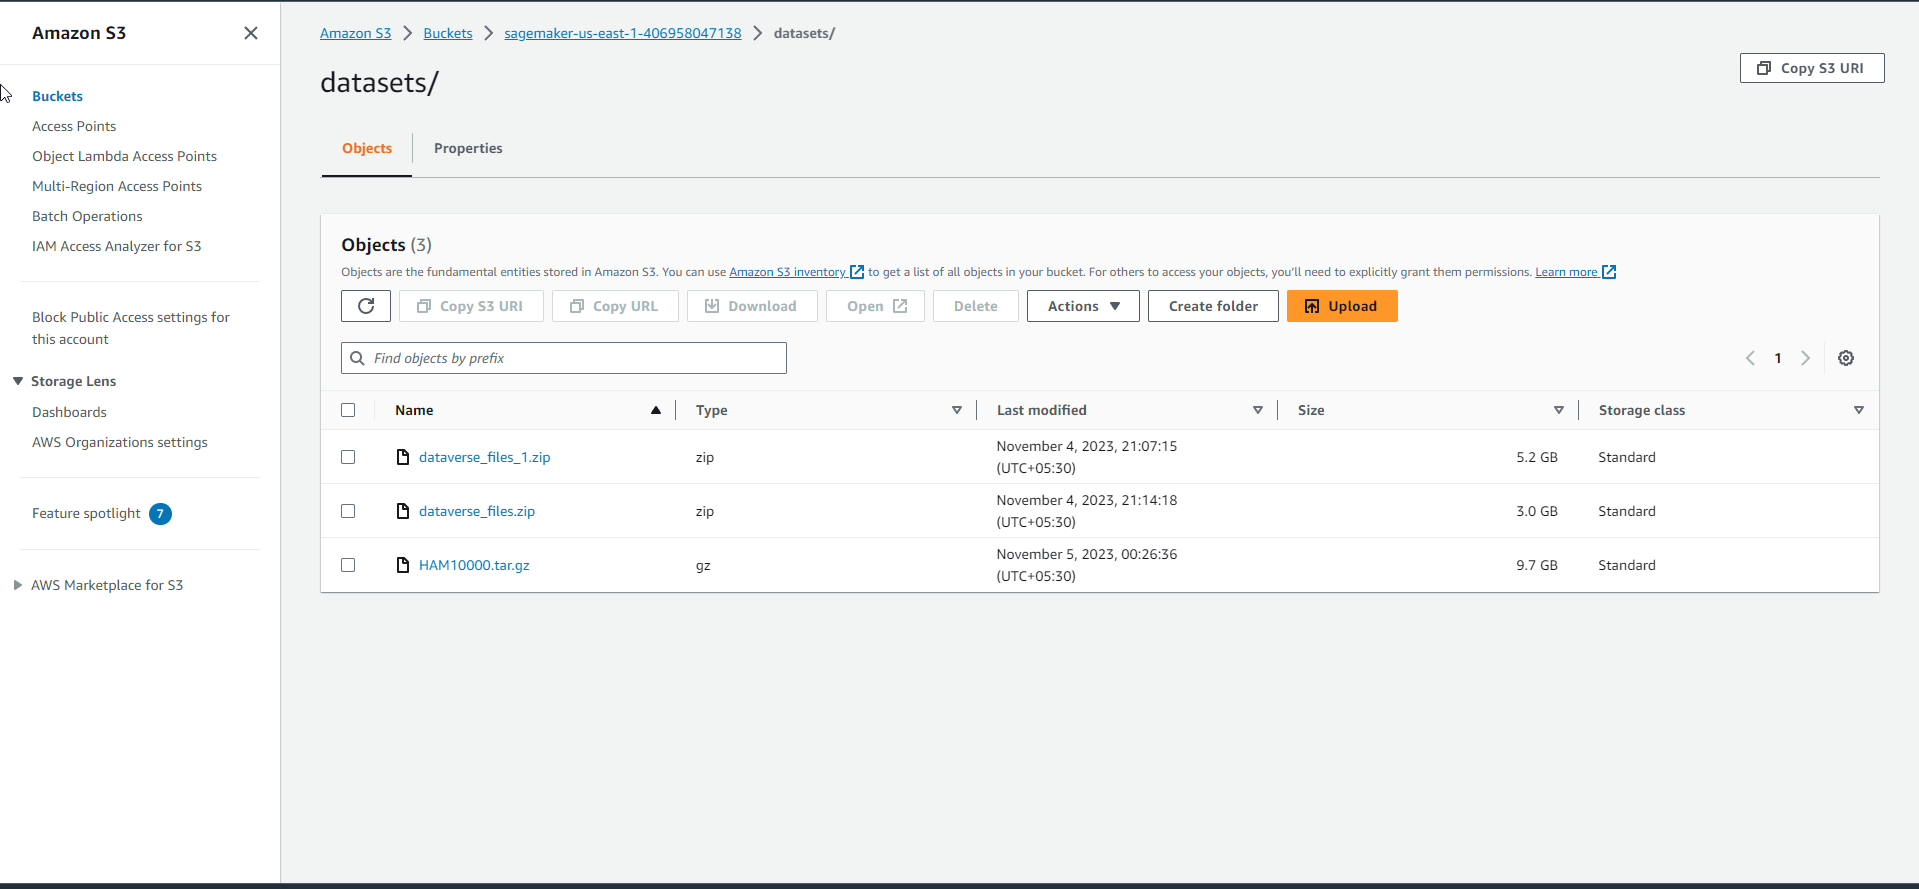 Amazon S3
Buckets
Access Points
Object Lambda Access Points
Multi-Region Access Points
Batch Operations
IAM Access Analyzer for S3
Block Public Access settings for
this account
Storage Lens
Dashboards
AWS Organizations settings
Feature spotlight 7
AWS Marketplace for S3
Amazon S3 Buckets sagemaker-us-east-1-406958047138 datasets/
datasets/
Copy S3 URI
Objects Properties
Objects (3)
Objects are the fundamental entities stored in Amazon S3. You can use Amazon S3 inventory to get a list of all objects in your bucket. For others to access your objects, you'll need to explicitly grant them permissions. Learn more
Copy S3 URI Copy URL Download Open Delete Actions Create folder Upload
Find objects by prefix
1
Name Type Last modified Size Storage class
dataverse_files_1.zip zip November 4, 2023, 21:07:15 5.2 GB Standard
(UTC+05:30)
dataverse_files.zip zip November 4, 2023, 21:14:18 3.0 GB Standard
(UTC+05:30)
HAM10000.tar.gz gz November 5, 2023, 00:26:36 9.7 GB Standard
(UTC+05:30)